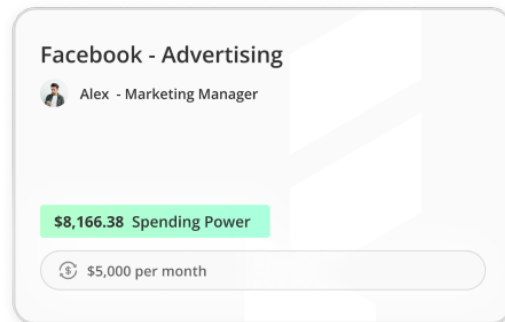 Facebook - Advertising
Alex - Marketing Manager
$8,166.38 Spending Power
$5,000 per month